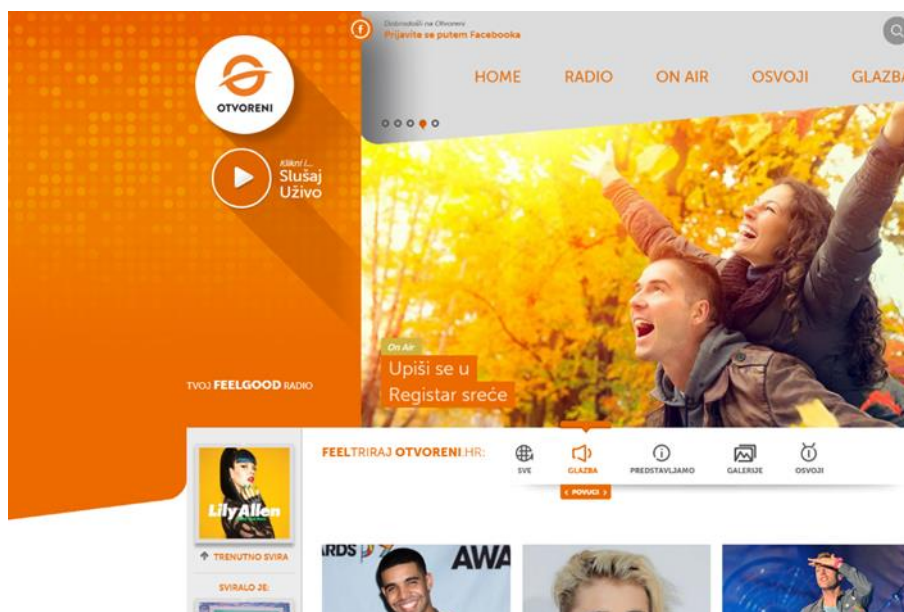 Dobrodošli na Otvoreni
Prijavite se putem Facebooka
HOME RADIO ON AIR OSVOJI GLAZBA
OTVORENI
Klikni i...
Slušaj
Uživo
On Air
Upiši se u
Registar sreće
TVOJ FEELGOOD RADIO
FEELTRIRAJ OTVORENI.HR:
SVE GLAZBA PREDSTAVLJAMO GALERIJE OSVOJI
< POVUCI >
Lily Allen
TRENUTNO SVIRA
SVIRALO JE:
ARDS
AWA